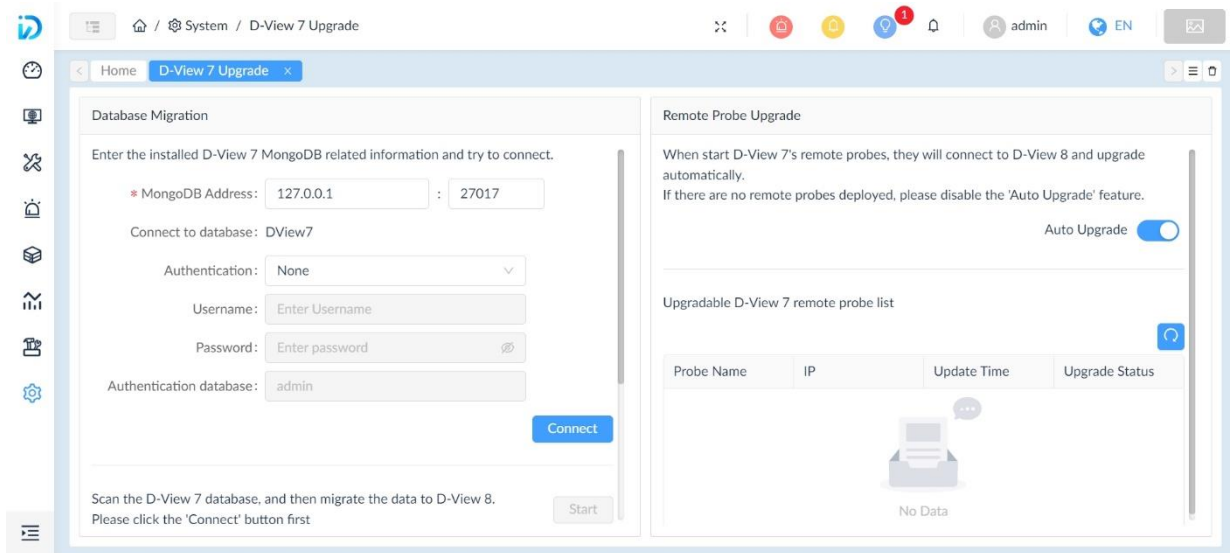 / System / D-View 7 Upgrade
1
admin
EN
Home
D-View 7 Upgrade ×
Database Migration
Enter the installed D-View 7 MongoDB related information and try to connect.
* MongoDB Address: 127.0.0.1 : 27017
Connect to database: DView7
Authentication: None
Username: Enter Username
Password: Enter password
Authentication database: admin
Connect
Scan the D-View 7 database, and then migrate the data to D-View 8.
Please click the 'Connect' button first
Start
Remote Probe Upgrade
When start D-View 7's remote probes, they will connect to D-View 8 and upgrade
automatically.
If there are no remote probes deployed, please disable the 'Auto Upgrade' feature.
Auto Upgrade
Upgradable D-View 7 remote probe list
Probe Name IP Update Time Upgrade Status
No Data